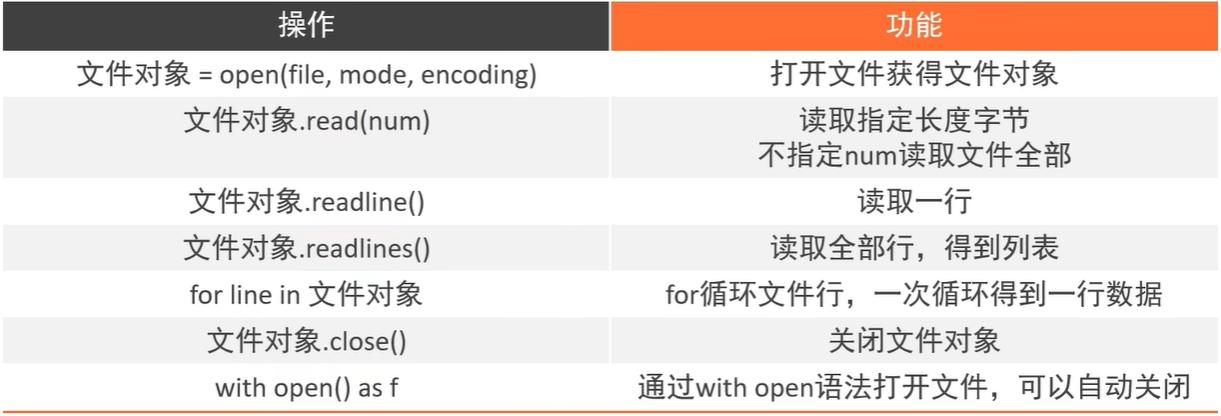 操作 功能
文件对象 = open(file, mode, encoding) 打开文件获得文件对象
文件对象.read(num) 读取指定长度字节
不指定num读取文件全部
文件对象.readline() 读取一行
文件对象.readlines() 读取全部行，得到列表
for line in 文件对象 for循环文件行，一次循环得到一行数据
文件对象.close() 关闭文件对象
with open() as f 通过with open语法打开文件，可以自动关闭